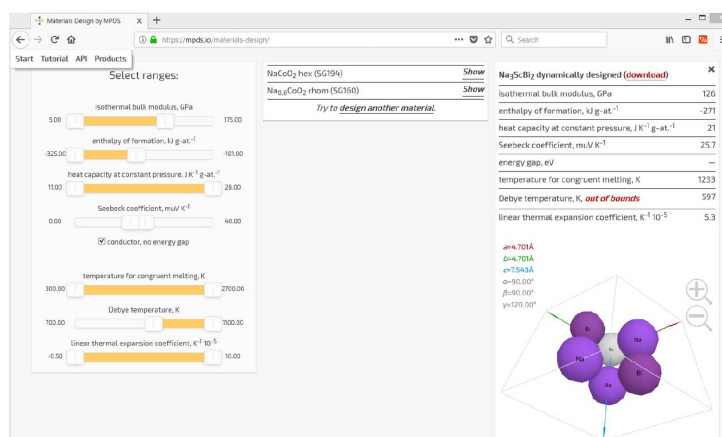 Materials Design by MPDS
https://mpds.io/materials-design/
Search
Start Tutorial API Products
Select ranges:
isothermal bulk modulus, GPa
5.00 175.00
enthalpy of formation, kJ g-at.⁻¹
-325.00 -161.00
heat capacity at constant pressure, J K⁻¹ g-at.⁻¹
11.00 28.00
Seebeck coefficient, muV K⁻¹
0.00 40.00
conductor, no energy gap
temperature for congruent melting, K
300.00 2700.00
Debye temperature, K
700.00 1100.00
linear thermal expansion coefficient, K⁻¹ 10⁻⁵
-0.50 10.00
NaCoO₂ hex (SG194) Show
Na₀.₆CoO₂ rhom (SG160) Show
Try to design another material.
Na₃ScBi₂ dynamically designed (download) ×
isothermal bulk modulus, GPa 126
enthalpy of formation, kJ g-at.⁻¹ -271
heat capacity at constant pressure, J K⁻¹ g-at.⁻¹ 21
Seebeck coefficient, muV K⁻¹ 25.7
energy gap, eV —
temperature for congruent melting, K 1233
Debye temperature, K, out of bounds 597
linear thermal expansion coefficient, K⁻¹ 10⁻⁵ 5.3
a=4.701Å
b=4.701Å
c=7.543Å
α=90.00°
β=90.00°
γ=120.00°
Bi
Na
Na
Bi
Na